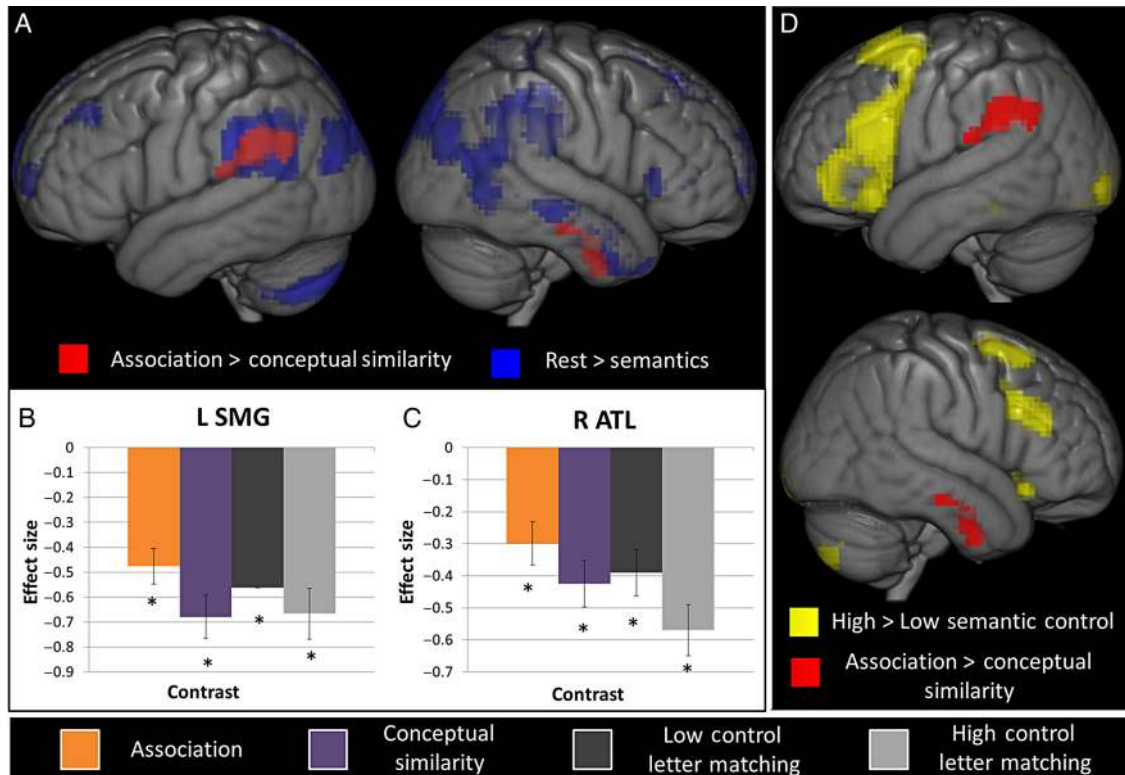 A
D
Association > conceptual similarity
Rest > semantics
B
L SMG
C
R ATL
0
−0.1
−0.2
−0.3
−0.4
−0.5
−0.6
−0.7
−0.8
−0.9
Effect size
*
*
*
*
Contrast
0
−0.1
−0.2
−0.3
−0.4
−0.5
−0.6
−0.7
Effect size
*
*
*
*
Contrast
High > Low semantic control
Association > conceptual
similarity
Association
Conceptual
similarity
Low control
letter matching
High control
letter matching